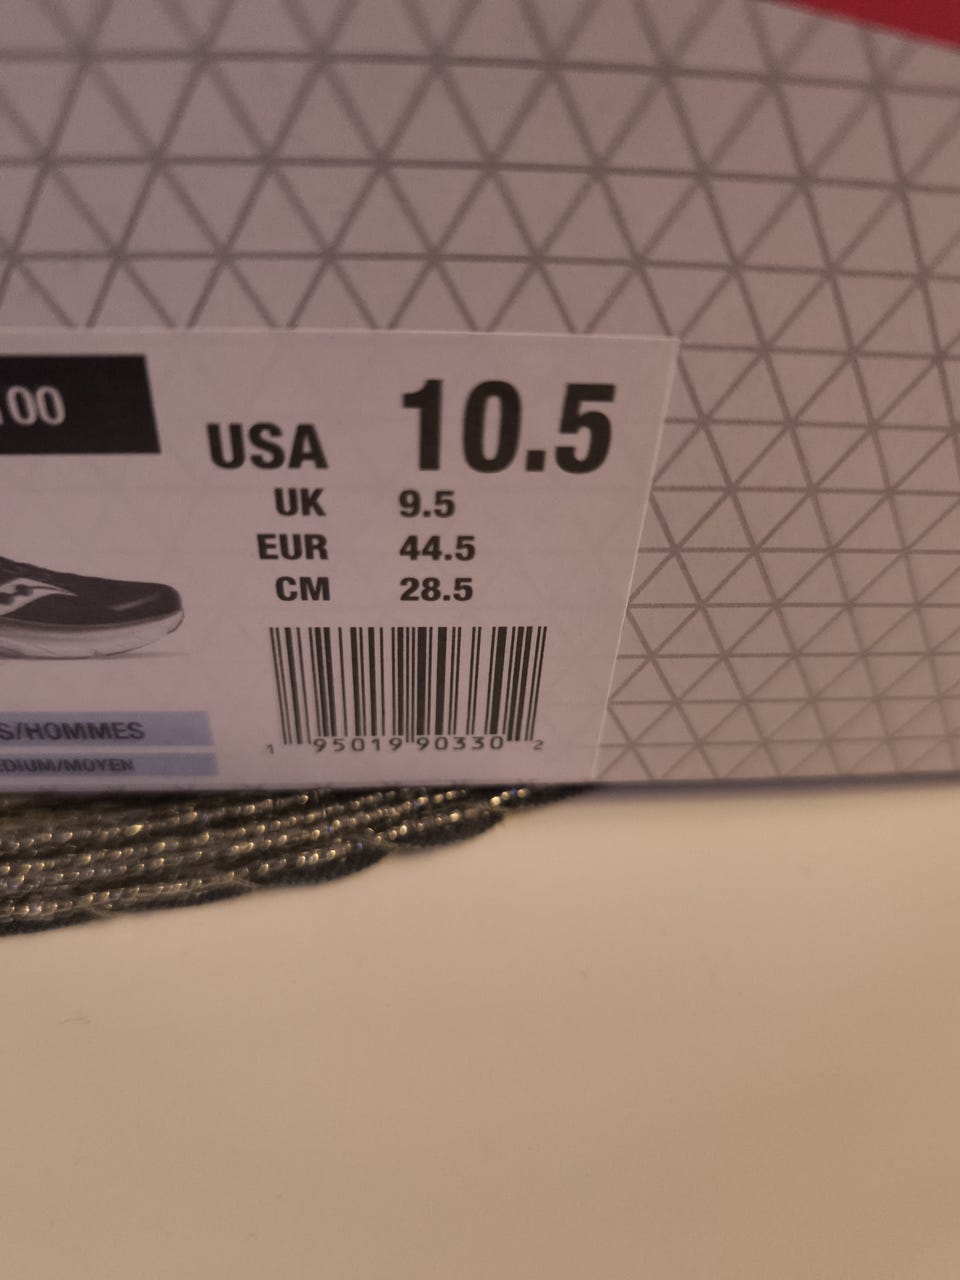 100
USA 10.5
UK 9.5
EUR 44.5
CM 28.5
S/HOMMES
EDIUM/MOYEN
1 95019 90330 2